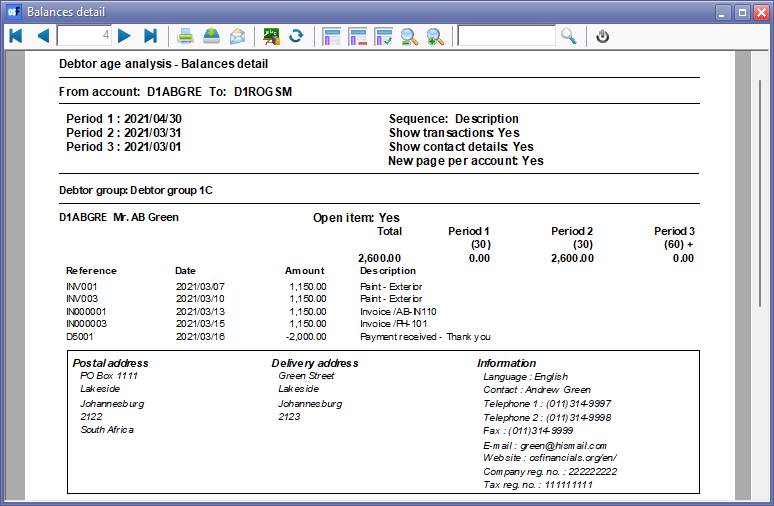 Balances detail
4
Debtor age analysis - Balances detail
From account: D1ABGRE To: D1ROGSM
Period 1 : 2021/04/30 Sequence: Description
Period 2 : 2021/03/31 Show transactions: Yes
Period 3 : 2021/03/01 Show contact details: Yes
New page per account: Yes
Debtor group: Debtor group 1C
D1ABGRE Mr. AB Green Open item: Yes
Total Period 1 Period 2 Period 3
(30) (30) (60) +
2,600.00 0.00 2,600.00 0.00
Reference Date Amount Description
INV001 2021/03/07 1,150.00 Paint - Exterior
INV003 2021/03/10 1,150.00 Paint - Exterior
IN000001 2021/03/13 1,150.00 Invoice /AB-IN110
IN000003 2021/03/15 1,150.00 Invoice /PH-101
D5001 2021/03/16 -2,000.00 Payment received - Thank you
Postal address Delivery address Information
PO Box 1111 Green Street Language : English
Lakeside Lakeside Contact : Andrew Green
Johannesburg Johannesburg Telephone 1 : (011)314-9997
2122 2123 Telephone 2 : (011)314-9998
South Africa Fax : (011)314-9999
E-mail : green@hismail.com
Website : osfinancials.org/en/
Company reg. no. : 222222222
Tax reg. no. : 111111111